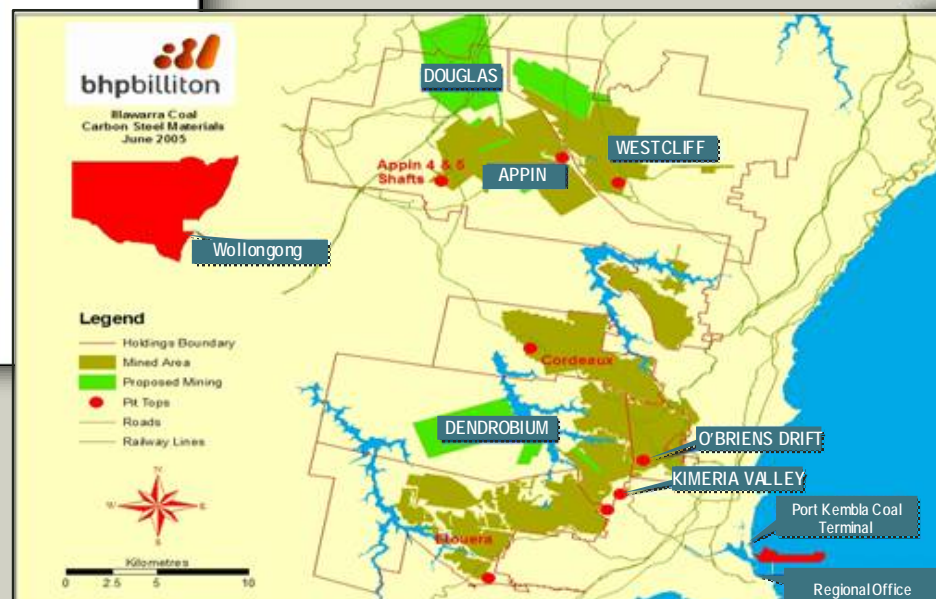 bhpbilliton
Illawarra Coal
Carbon Steel Materials
June 2005
Wollongong
DOUGLAS
WESTCLIFF
Appin 4 & 5
Shafts
APPIN
Cordeaux
DENDROBIUM
O'BRIENS DRIFT
KIMERIA VALLEY
Elouera
Port Kembla Coal
Terminal
Regional Office
Legend
Holdings Boundary
Mined Area
Proposed Mining
Pit Tops
Roads
Railway Lines
N
W
E
S
Kilometres
0 2.5 5 10